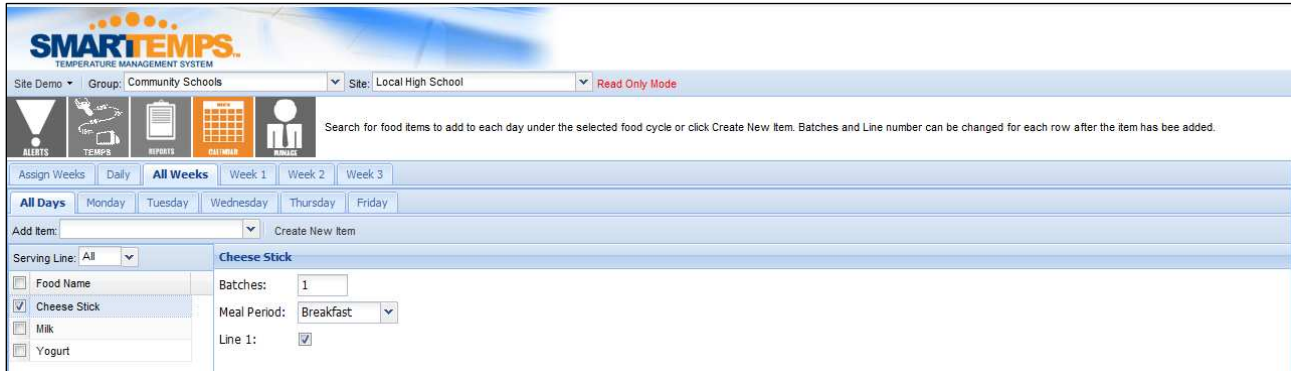 SMARTTEMPS™
TEMPERATURE MANAGEMENT SYSTEM
Site Demo Group: Community Schools Site: Local High School Read Only Mode
ALERTS TEMPS REPORTS CALENDAR MANAGE
Search for food items to add to each day under the selected food cycle or click Create New Item. Batches and Line number can be changed for each row after the item has bee added.
Assign Weeks Daily All Weeks Week 1 Week 2 Week 3
All Days Monday Tuesday Wednesday Thursday Friday
Add Item: Create New Item
Serving Line: All
Food Name
Cheese Stick
Milk
Yogurt
Cheese Stick
Batches: 1
Meal Period: Breakfast
Line 1: